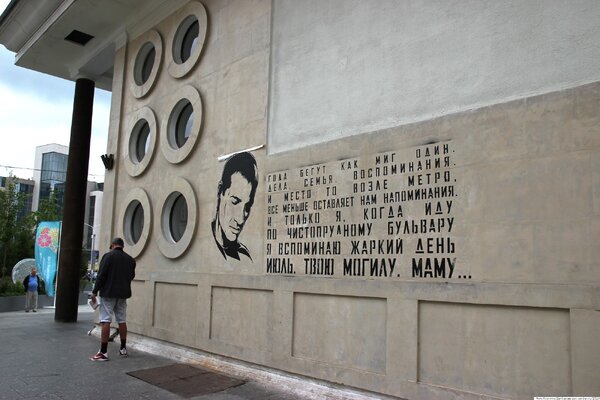 ГОДА БЕГУТ КАК МИГ ОДИН.
ДЕЛА, СЕМЬЯ, ВОСПОМИНАНИЯ.
И МЕСТО ТО ВОЗЛЕ МЕТРО,
ВСЕ МЕНЬШЕ ОСТАВЛЯЕТ НАМ НАПОМИНАНИЯ.
И ТОЛЬКО Я, КОГДА ИДУ
ПО ЧИСТОПРУДНОМУ БУЛЬВАРУ
Я ВСПОМИНАЮ ЖАРКИЙ ДЕНЬ
ИЮЛЬ, ТВОЮ МОГИЛУ, МАМУ...